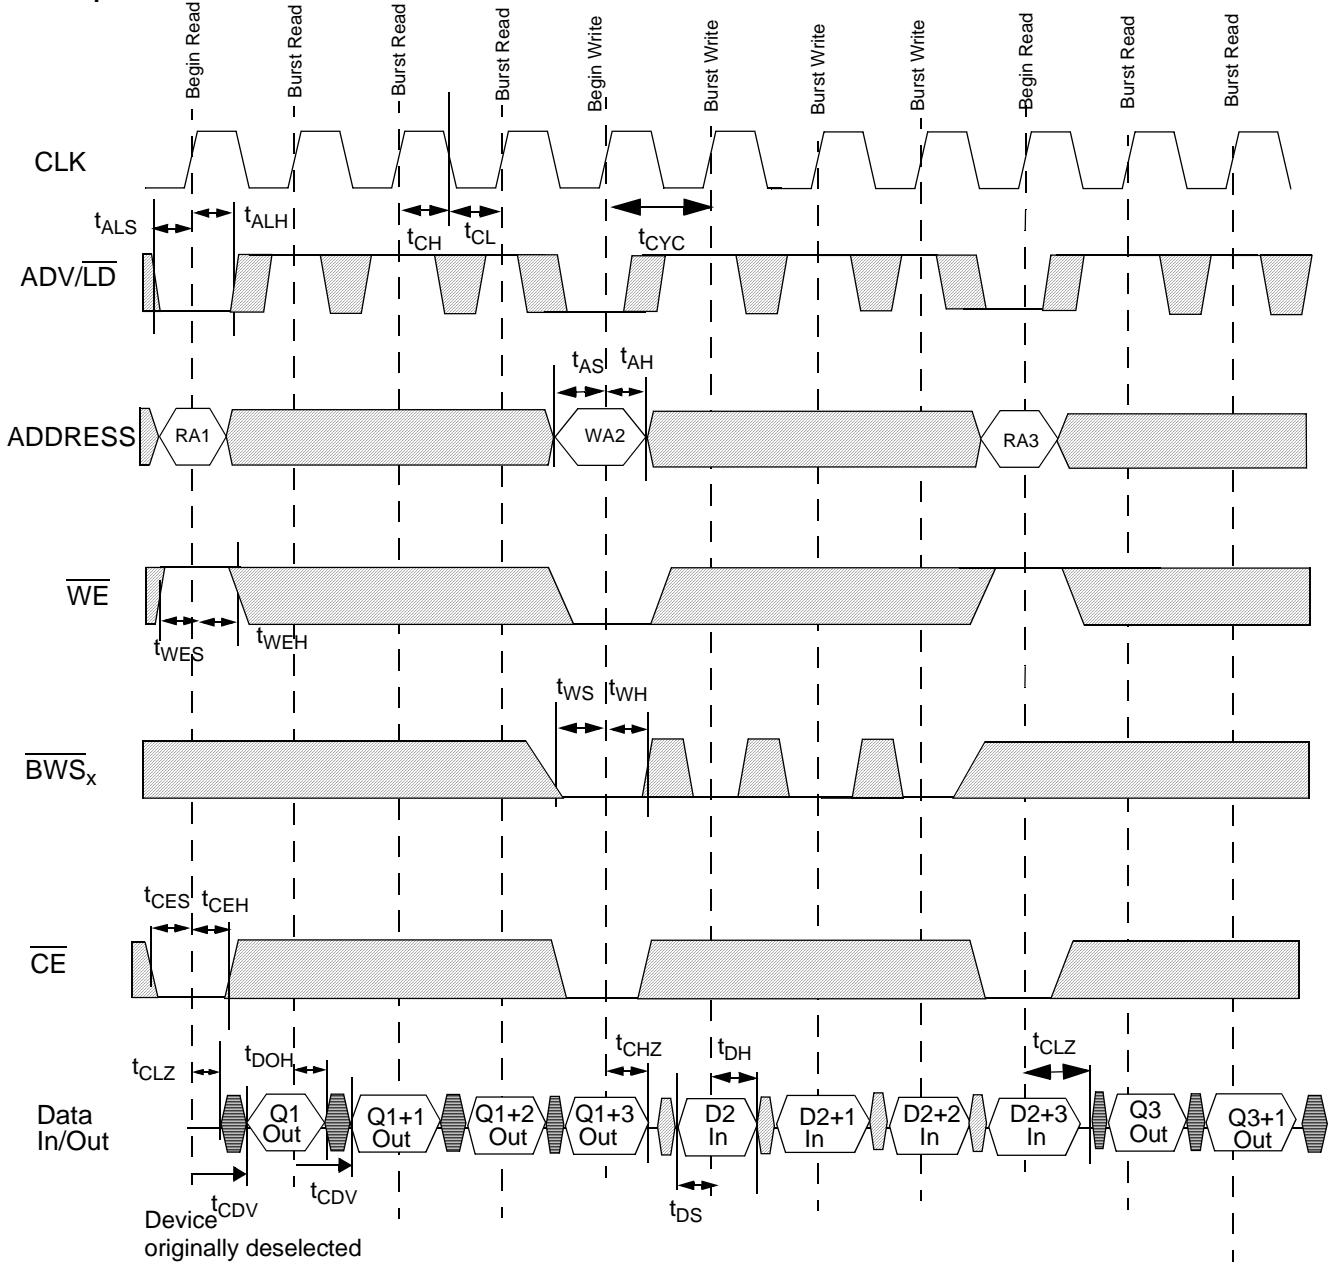 Begin Read
Burst Read
Burst Read
Burst Read
Begin Write
Burst Write
Burst Write
Burst Write
Begin Read
Burst Read
Burst Read
CLK
tALS
tALH
tCH
tCL
tCYC
ADV/LD
tAS
tAH
ADDRESS
RA1
WA2
RA3
WE
tWES
tWEH
tWS
tWH
BWSx
tCES
tCEH
CE
tCLZ
tDOH
tCHZ
tDH
tCLZ
Data
In/Out
Q1
Out
Q1+1
Out
Q1+2
Out
Q1+3
Out
D2
In
D2+1
In
D2+2
In
D2+3
In
Q3
Out
Q3+1
Out
tCDV
tCDV
tDS
Device
originally deselected